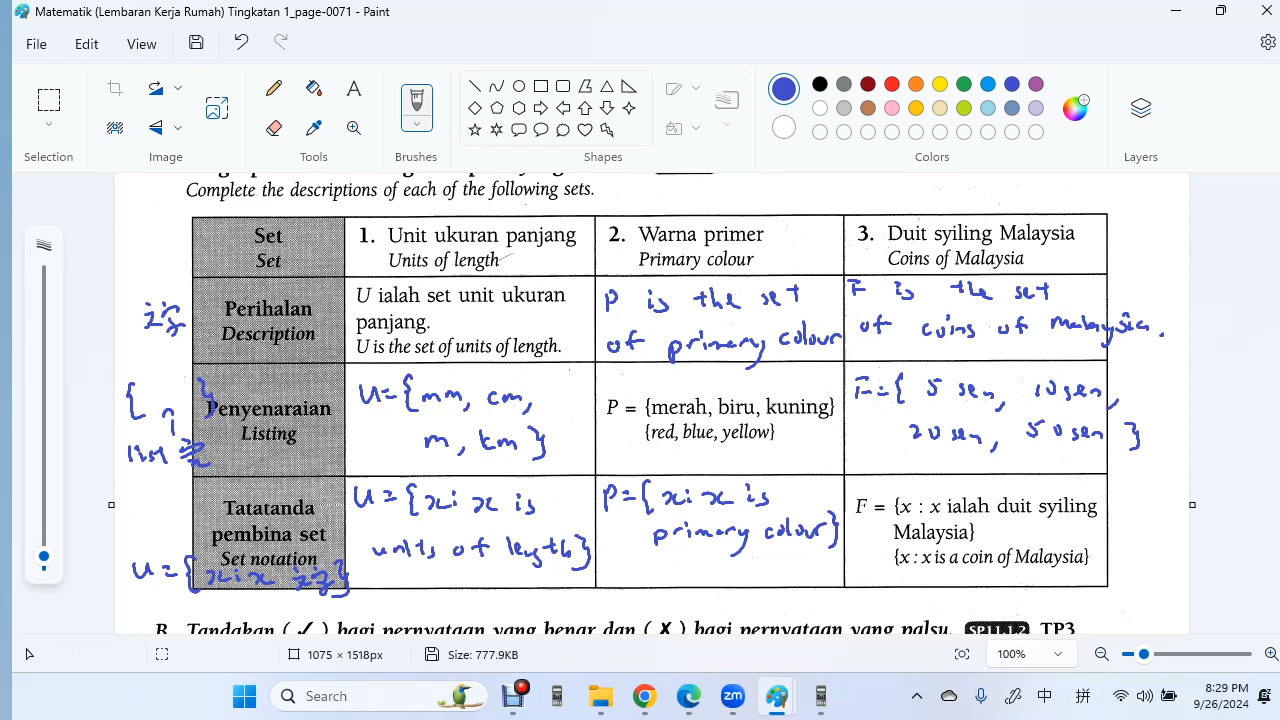 Matematik (Lembaran Kerja Rumah) Tingkatan 1_page-0071 - Paint
File Edit View
Selection Image Tools Brushes Shapes Colors Layers
Complete the descriptions of each of the following sets.
Set
Set
1. Unit ukuran panjang
Units of length
2. Warna primer
Primary colour
3. Duit syiling Malaysia
Coins of Malaysia
Perihalan
Description
U ialah set unit ukuran
panjang.
U is the set of units of length.
P is the set
of primary colour
F is the set
of coins of malaysia.
Penyenaraian
Listing
{ , }
list
U={mm, cm,
m, km}
P = {merah, biru, kuning}
{red, blue, yellow}
F={ 5 sen, 10 sen,
20 sen, 50 sen }
Tatatanda
pembina set
Set notation
U={x:x }
U={x:x is
units of length}
P={x:x is
primary colour}
F = {x : x ialah duit syiling
Malaysia}
{x : x is a coin of Malaysia}
B. Tandakan (✓) bagi pernyataan yang benar dan (✗) bagi pernyataan yang palsu. SP11.1.2 TP3
1075 × 1518px Size: 777.9KB 100%
Search
zm
中 拼
8:29 PM
9/26/2024